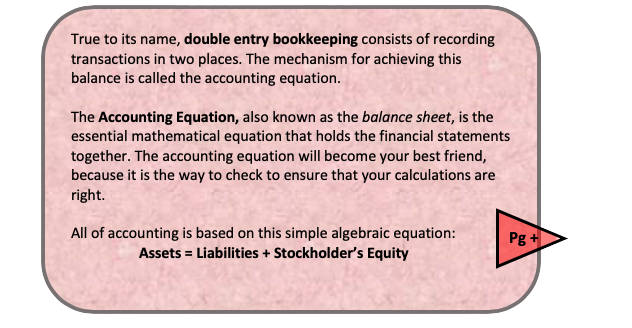 True to its name, double entry bookkeeping consists of recording
transactions in two places. The mechanism for achieving this
balance is called the accounting equation.
The Accounting Equation, also known as the balance sheet, is the
essential mathematical equation that holds the financial statements
together. The accounting equation will become your best friend,
because it is the way to check to ensure that your calculations are
right.
All of accounting is based on this simple algebraic equation:
Assets = Liabilities + Stockholder’s Equity
Pg +